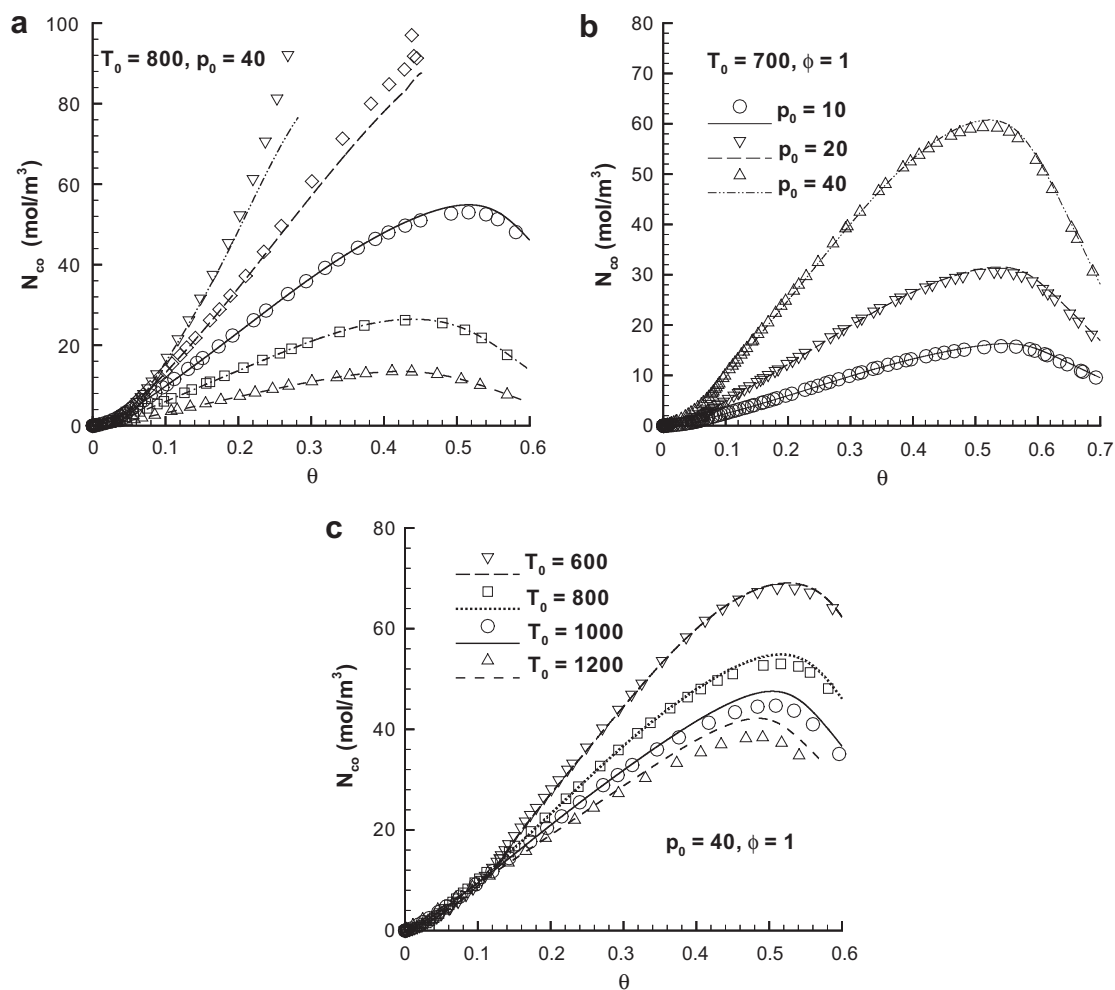 a
T₀ = 800, p₀ = 40
N_co (mol/m³)
100
80
60
40
20
0
0 0.1 0.2 0.3 0.4 0.5 0.6
θ
b
T₀ = 700, ϕ = 1
p₀ = 10
p₀ = 20
p₀ = 40
N_co (mol/m³)
80
70
60
50
40
30
20
10
0
0 0.1 0.2 0.3 0.4 0.5 0.6 0.7
θ
c
T₀ = 600
T₀ = 800
T₀ = 1000
T₀ = 1200
p₀ = 40, ϕ = 1
N_co (mol/m³)
80
60
40
20
0
0 0.1 0.2 0.3 0.4 0.5 0.6
θ